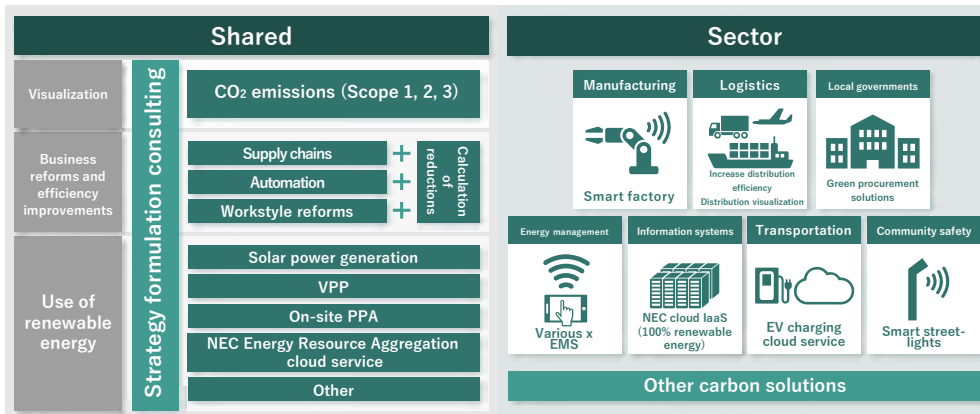 Shared
Visualization
Strategy formulation consulting
CO₂ emissions (Scope 1, 2, 3)
Business
reforms and
efficiency
improvements
Supply chains
+
Automation
+
Workstyle reforms
+
Calculation
of
reductions
Use of
renewable
energy
Solar power generation
VPP
On-site PPA
NEC Energy Resource Aggregation
cloud service
Other
Sector
Manufacturing
Smart factory
Logistics
Increase distribution
efficiency
Distribution visualization
Local governments
Green procurement
solutions
Energy management
Various x
EMS
Information systems
NEC cloud IaaS
(100% renewable
energy)
Transportation
EV charging
cloud service
Community safety
Smart street-
lights
Other carbon solutions